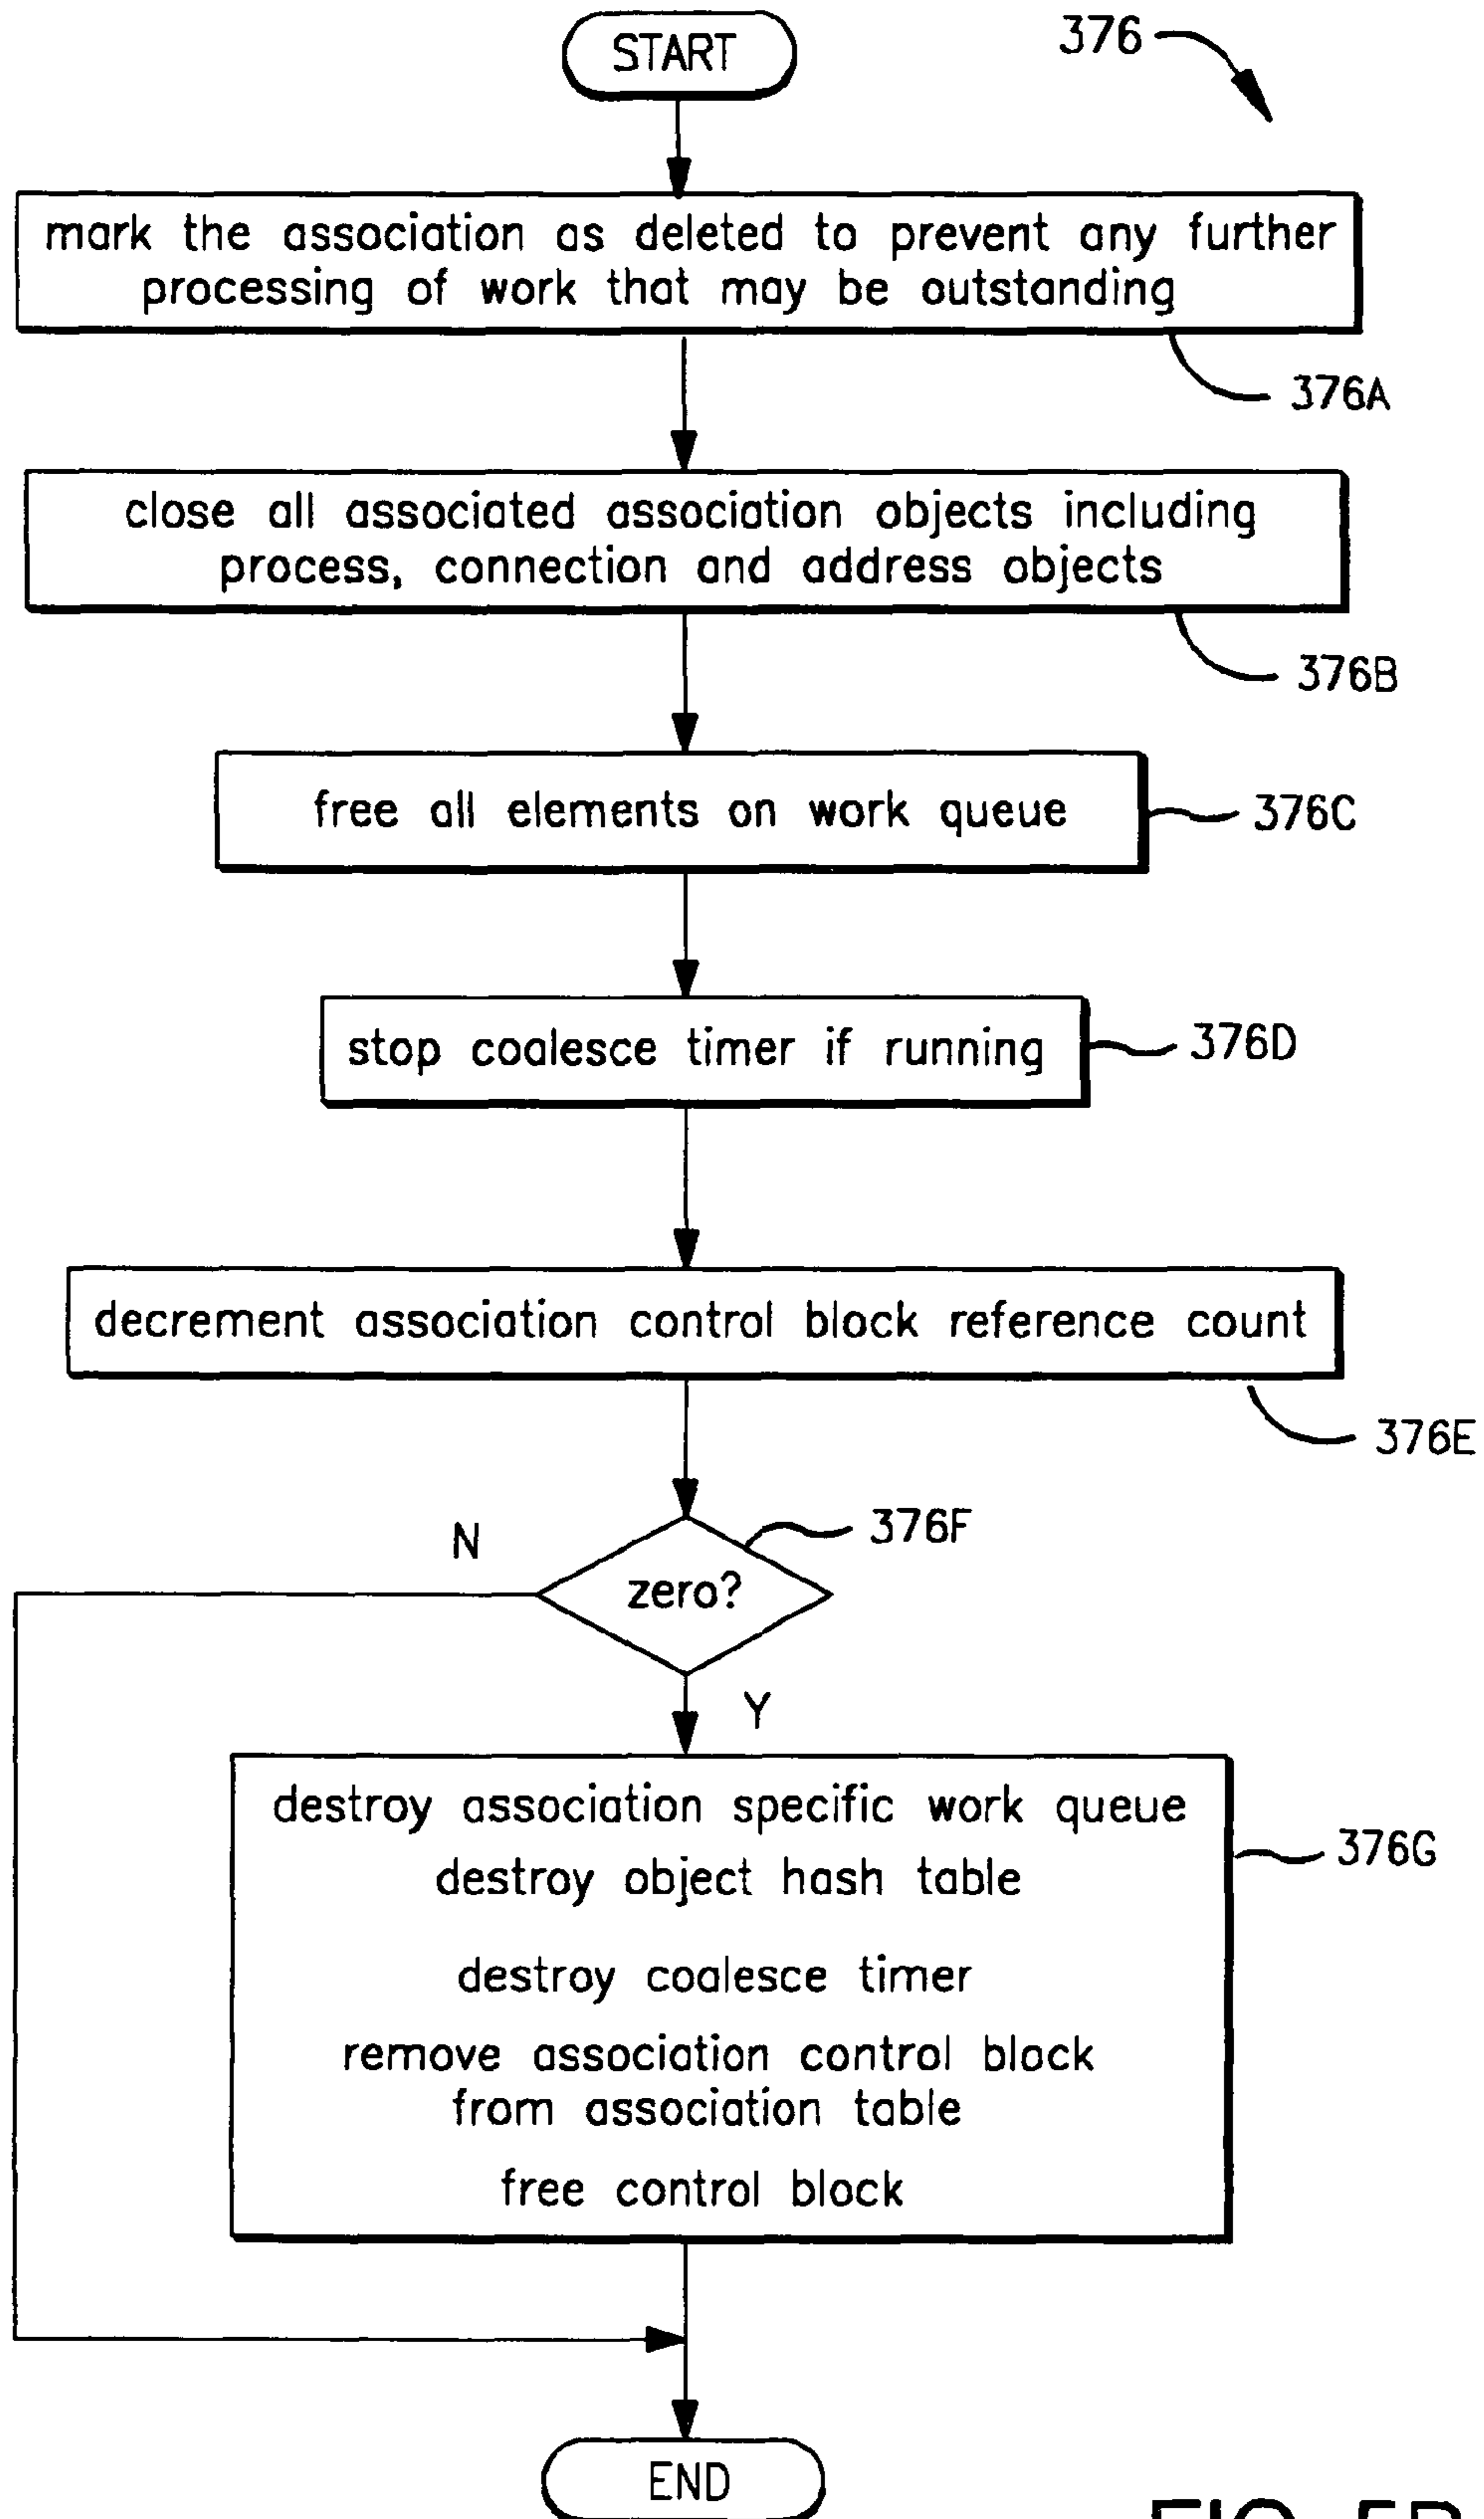 START
376
mark the association as deleted to prevent any further
processing of work that may be outstanding
376A
close all associated association objects including
process, connection and address objects
376B
free all elements on work queue
376C
stop coalesce timer if running
376D
decrement association control block reference count
376E
376F
N
zero?
Y
destroy association specific work queue
destroy object hash table
376G
destroy coalesce timer
remove association control block
from association table
free control block
END